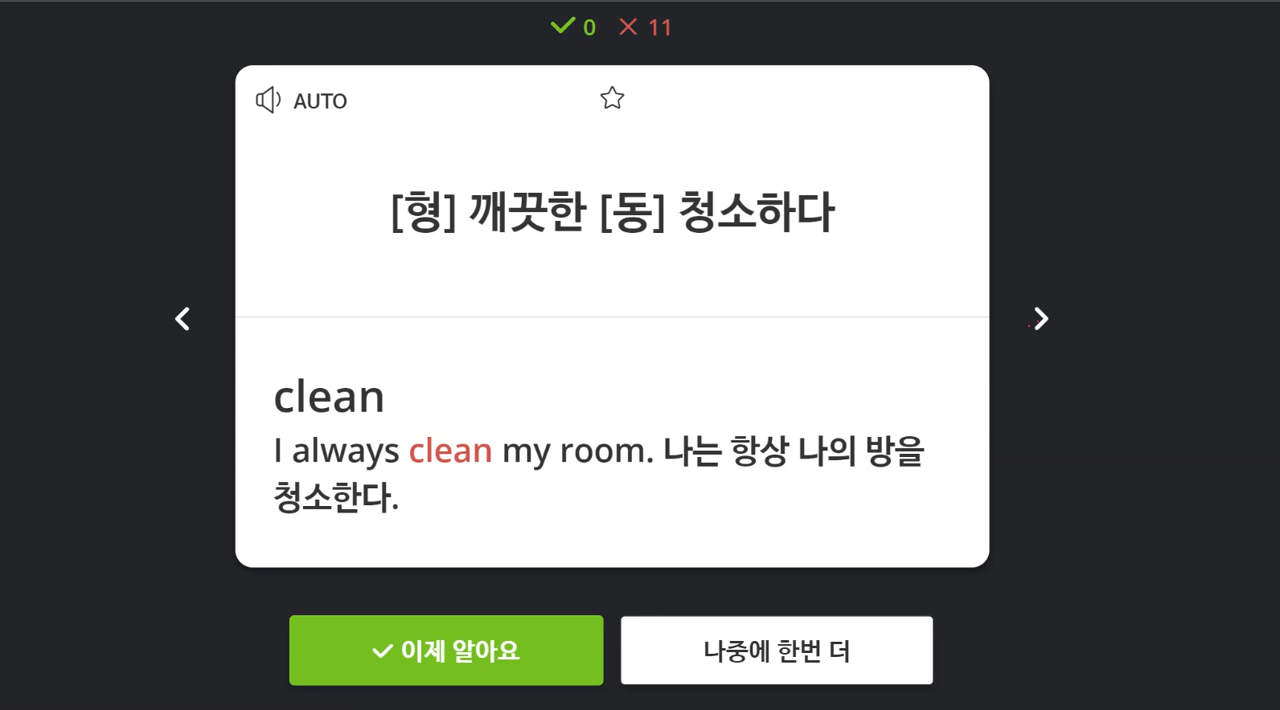 0 11
AUTO
[형] 깨끗한 [동] 청소하다
clean
I always clean my room. 나는 항상 나의 방을
청소한다.
이제 알아요
나중에 한번 더